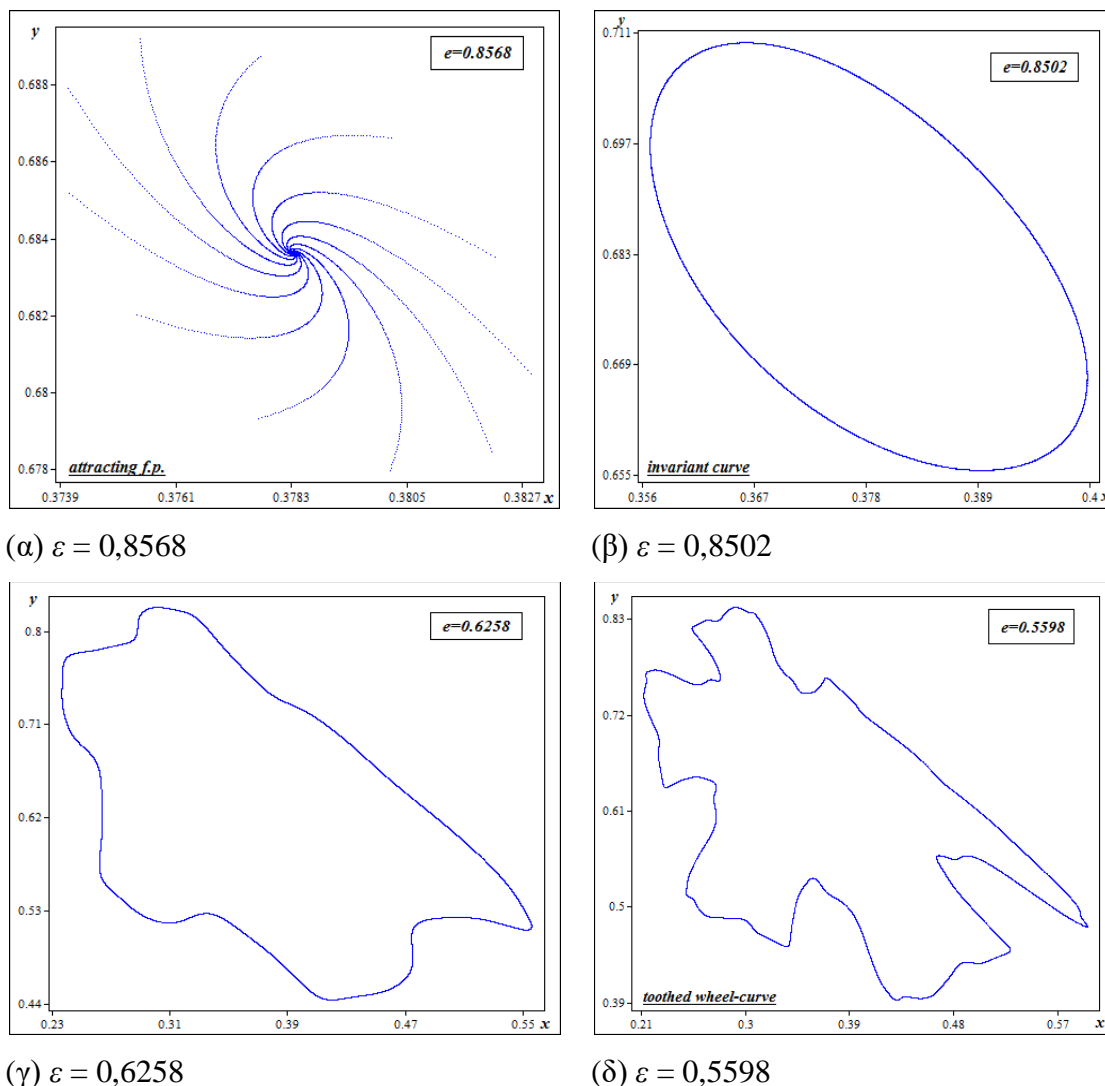 y
e=0.8568
0.688
0.686
0.684
0.682
0.68
0.678
attracting f.p.
0.3739 0.3761 0.3783 0.3805 0.3827 x
y
0.711
e=0.8502
0.697
0.683
0.669
0.655
invariant curve
0.356 0.367 0.378 0.389 0.4 x
(α) ε = 0,8568
(β) ε = 0,8502
y
e=0.6258
0.8
0.71
0.62
0.53
0.44
0.23 0.31 0.39 0.47 0.55 x
y
e=0.5598
0.83
0.72
0.61
0.5
0.39
toothed wheel-curve
0.21 0.3 0.39 0.48 0.57 x
(γ) ε = 0,6258
(δ) ε = 0,5598